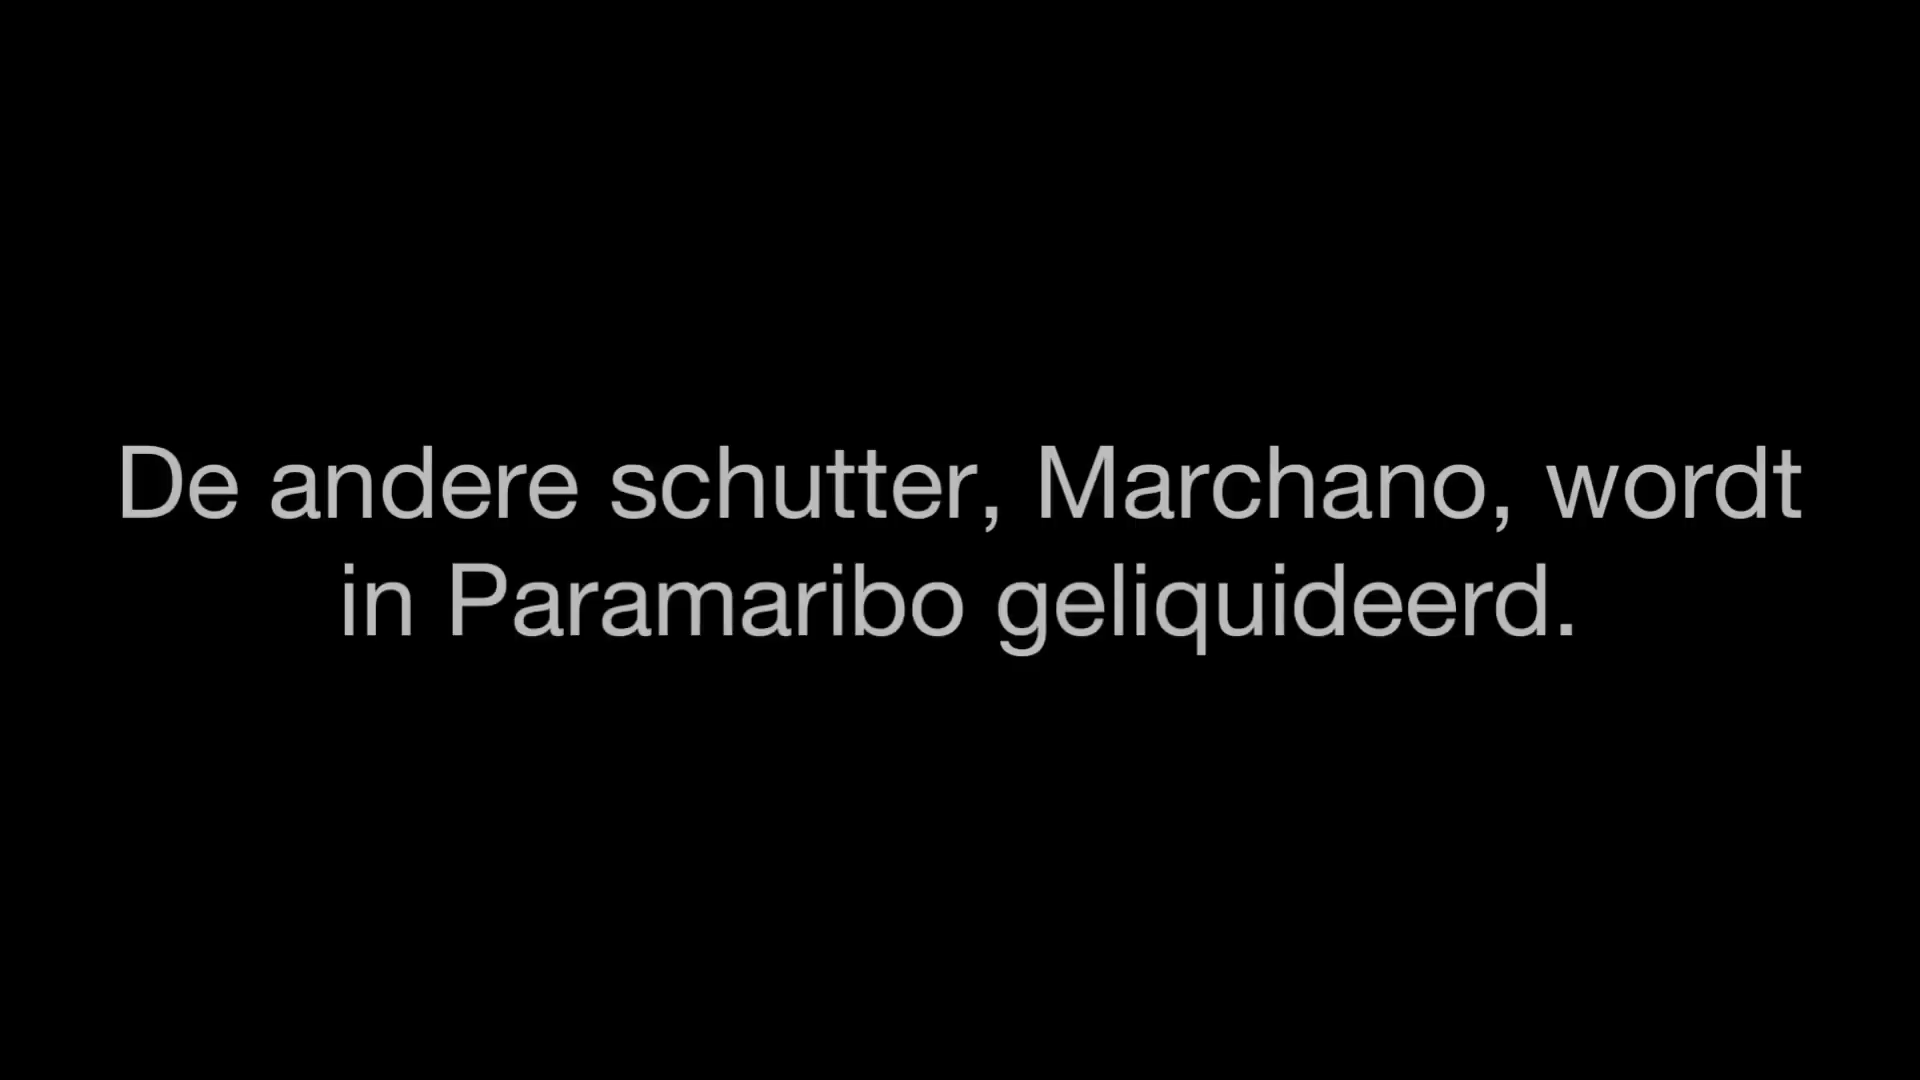 De andere schutter, Marchano, wordt
in Paramaribo geliquideerd.